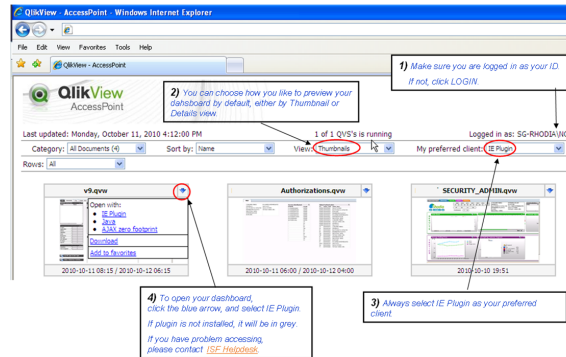 QlikView - AccessPoint - Windows Internet Explorer
File Edit View Favorites Tools Help
QlikView - AccessPoint
1) Make sure you are logged in as your ID.
If not, click LOGIN.
QlikView
AccessPoint
2) You can choose how you like to preview your
dahsboard by default, either by Thumbnail or
Details view.
Last updated: Monday, October 11, 2010 4:12:00 PM
1 of 1 QVS's is running
Logged in as: SG-RHODIA\NO
Category: All Documents (4)
Sort by: Name
View: Thumbnails
My preferred client: IE Plugin
Rows: All
v9.qvw
Authorizations.qvw
SECURITY_ADMIN.qvw
Open with:
IE Plugin
Java
AJAX zero footprint
Download
Add to favorites
2010-10-11 08:15 / 2010-10-12 06:15
2010-10-11 06:00 / 2010-10-12 04:00
2010-10-10 19:51
4) To open your dashboard,
click the blue arrow, and select IE Plugin.
If plugin is not installed, it will be in grey.
If you have problem accessing,
please contact ISF Helpdesk.
3) Always select IE Plugin as your preferred
client.